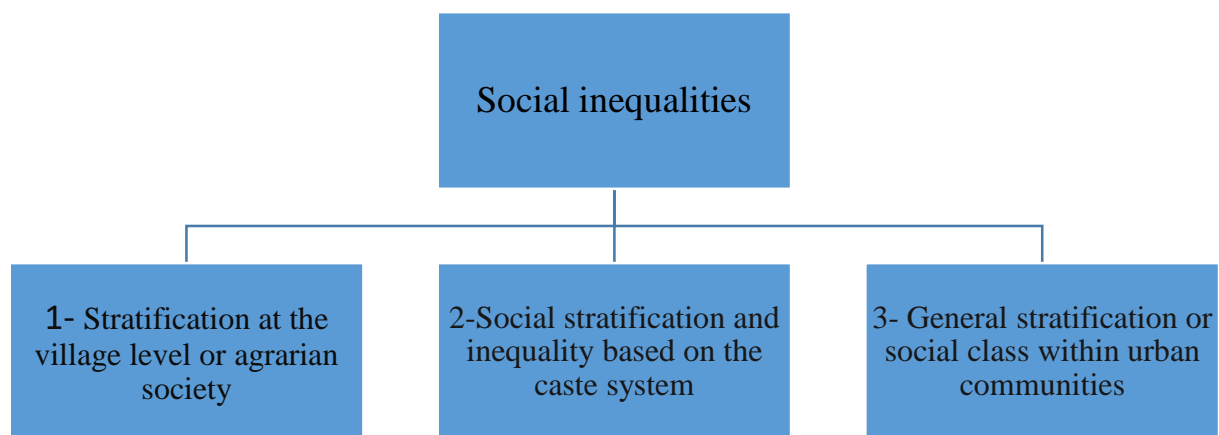 Social inequalities
1- Stratification at the
village level or agrarian
society
2-Social stratification and
inequality based on the
caste system
3- General stratification or
social class within urban
communities